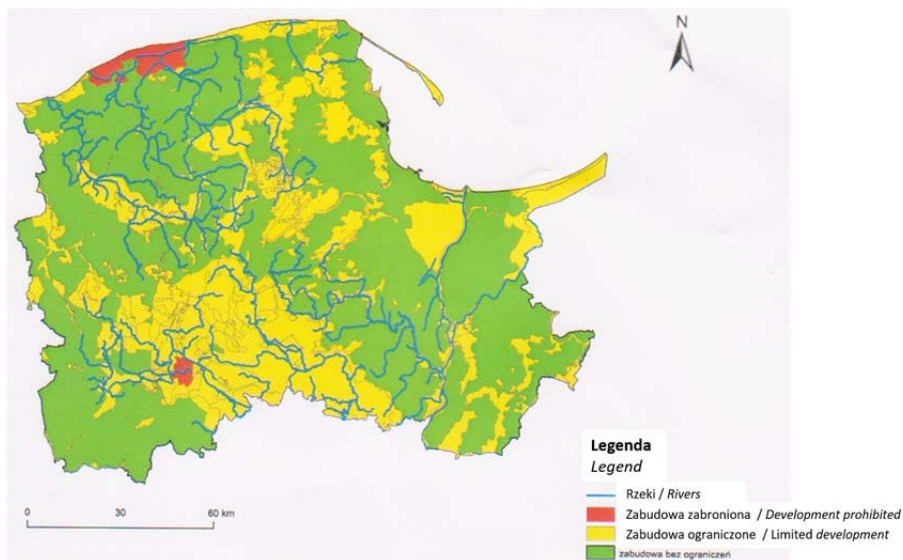 N
0 30 60 km
Legenda
Legend
Rzeki / Rivers
Zabudowa zabroniona / Development prohibited
Zabudowa ograniczone / Limited development
zabudowa bez ograniczeń